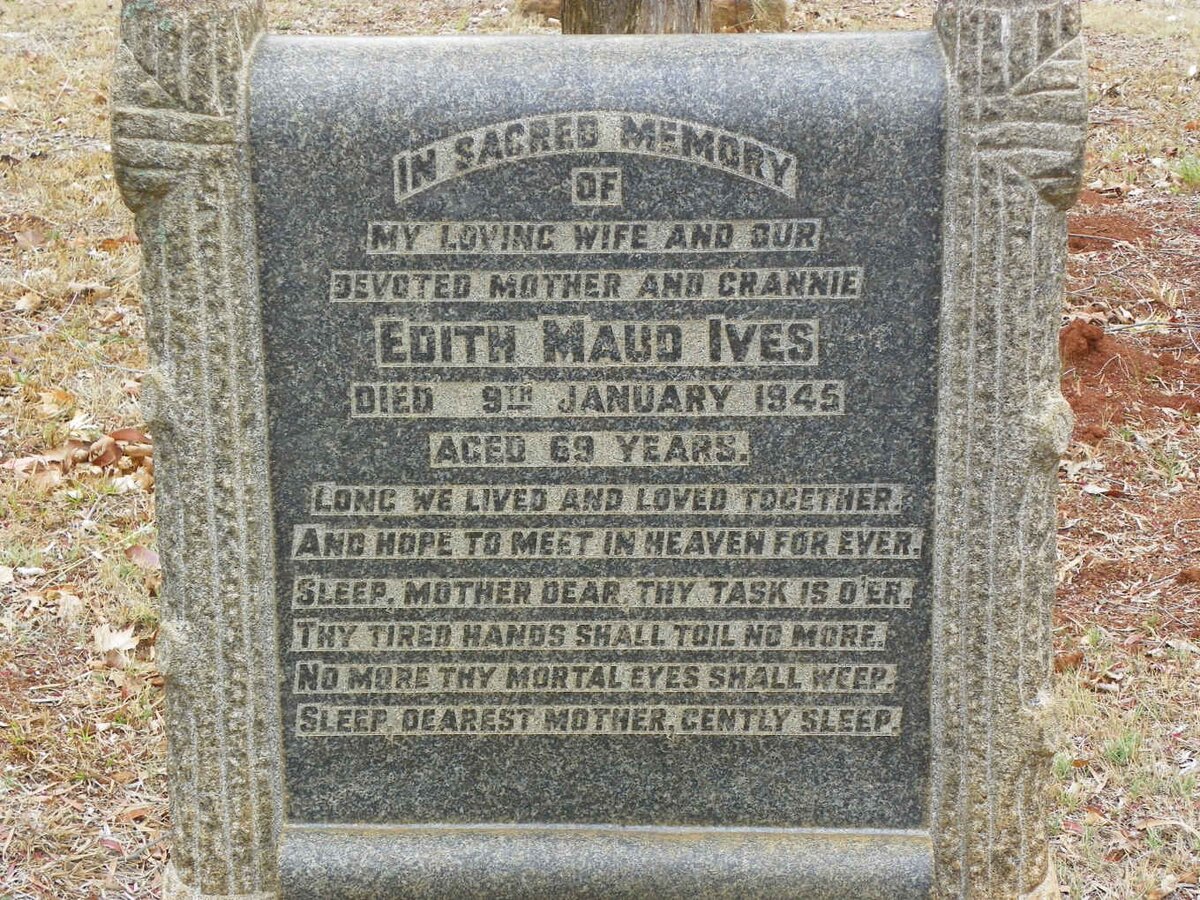 IN SACRED MEMORY
OF
MY LOVING WIFE AND OUR
DEVOTED MOTHER AND GRANNIE
EDITH MAUD IVES
DIED 9TH JANUARY 1945
AGED 69 YEARS.
LONG WE LIVED AND LOVED TOGETHER.
AND HOPE TO MEET IN HEAVEN FOR EVER.
SLEEP, MOTHER DEAR, THY TASK IS O'ER.
THY TIRED HANDS SHALL TOIL NO MORE.
NO MORE THY MORTAL EYES SHALL WEEP.
SLEEP, DEAREST MOTHER, GENTLY SLEEP.